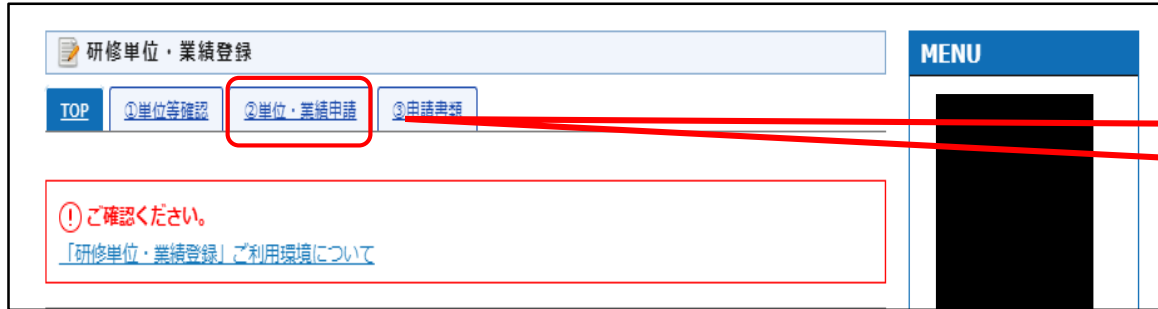 研修単位・業績登録
MENU
TOP
①単位等確認
②単位・業績申請
③申請書類
ご確認ください。
「研修単位・業績登録」ご利用環境について